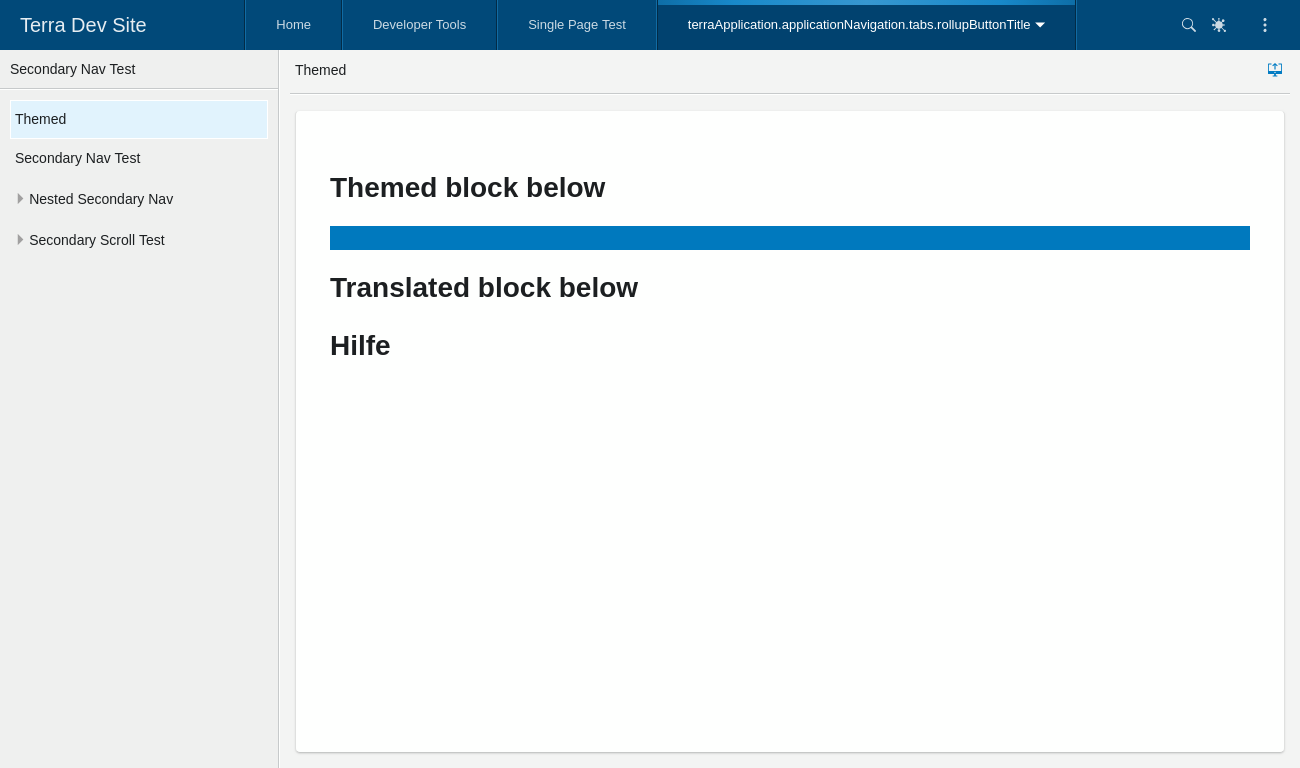 Terra Dev Site
Home
Developer Tools
Single Page Test
terraApplication.applicationNavigation.tabs.rollupButtonTitle
Secondary Nav Test
Themed
Secondary Nav Test
Nested Secondary Nav
Secondary Scroll Test
Themed
Themed block below
Translated block below
Hilfe